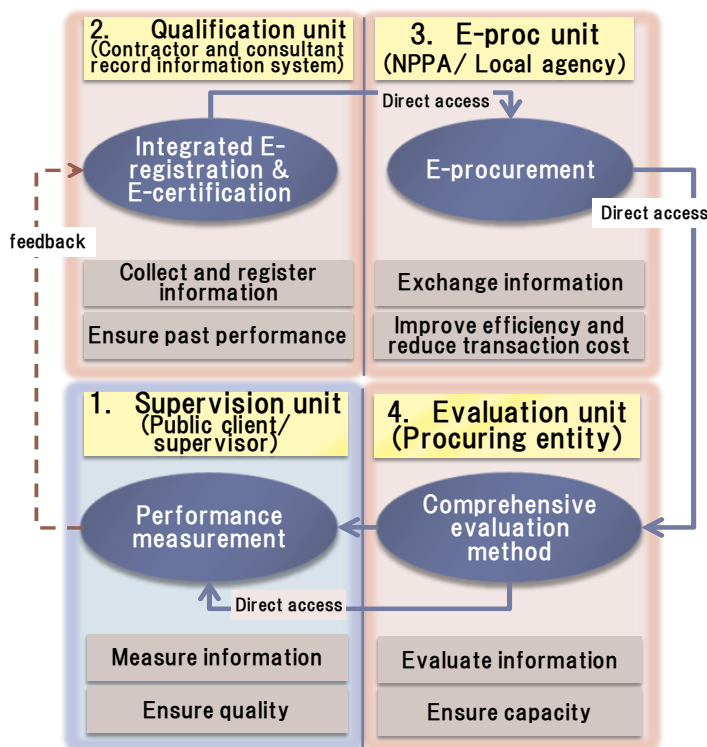 2. Qualification unit
(Contractor and consultant
record information system)
3. E-proc unit
(NPPA/ Local agency)
Direct access
Integrated E-
registration &
E-certification
E-procurement
Direct access
feedback
Collect and register
information
Exchange information
Ensure past performance
Improve efficiency and
reduce transaction cost
1. Supervision unit
(Public client/
supervisor)
4. Evaluation unit
(Procuring entity)
Performance
measurement
Comprehensive
evaluation
method
Direct access
Measure information
Evaluate information
Ensure quality
Ensure capacity